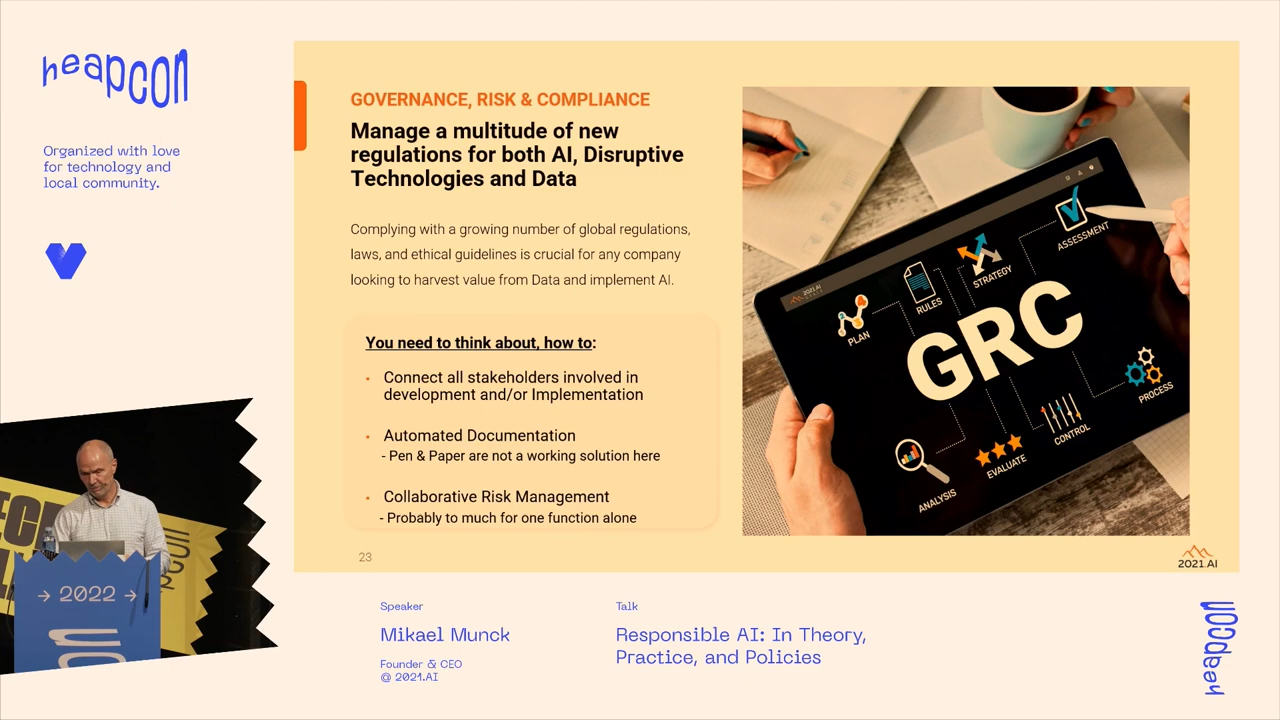 heapcon
Organized with love
for technology and
local community.
GOVERNANCE, RISK & COMPLIANCE
Manage a multitude of new
regulations for both AI, Disruptive
Technologies and Data
Complying with a growing number of global regulations,
laws, and ethical guidelines is crucial for any company
looking to harvest value from Data and implement AI.
You need to think about, how to:
• Connect all stakeholders involved in
development and/or Implementation
• Automated Documentation
- Pen & Paper are not a working solution here
• Collaborative Risk Management
- Probably to much for one function alone
23
2021.AI
PLAN
RULES
STRATEGY
ASSESSMENT
GRC
ANALYSIS
EVALUATE
CONTROL
PROCESS
2021.AI
→ 2022 →
Speaker
Mikael Munck
Founder & CEO
@ 2021.AI
Talk
Responsible AI: In Theory,
Practice, and Policies
heapcon